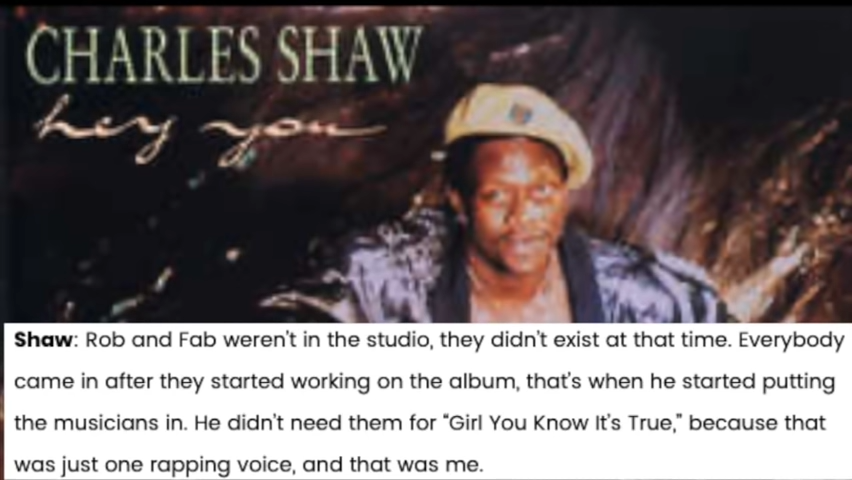 CHARLES SHAW
hey you
Shaw: Rob and Fab weren't in the studio, they didn't exist at that time. Everybody
came in after they started working on the album, that's when he started putting
the musicians in. He didn't need them for “Girl You Know It's True,” because that
was just one rapping voice, and that was me.